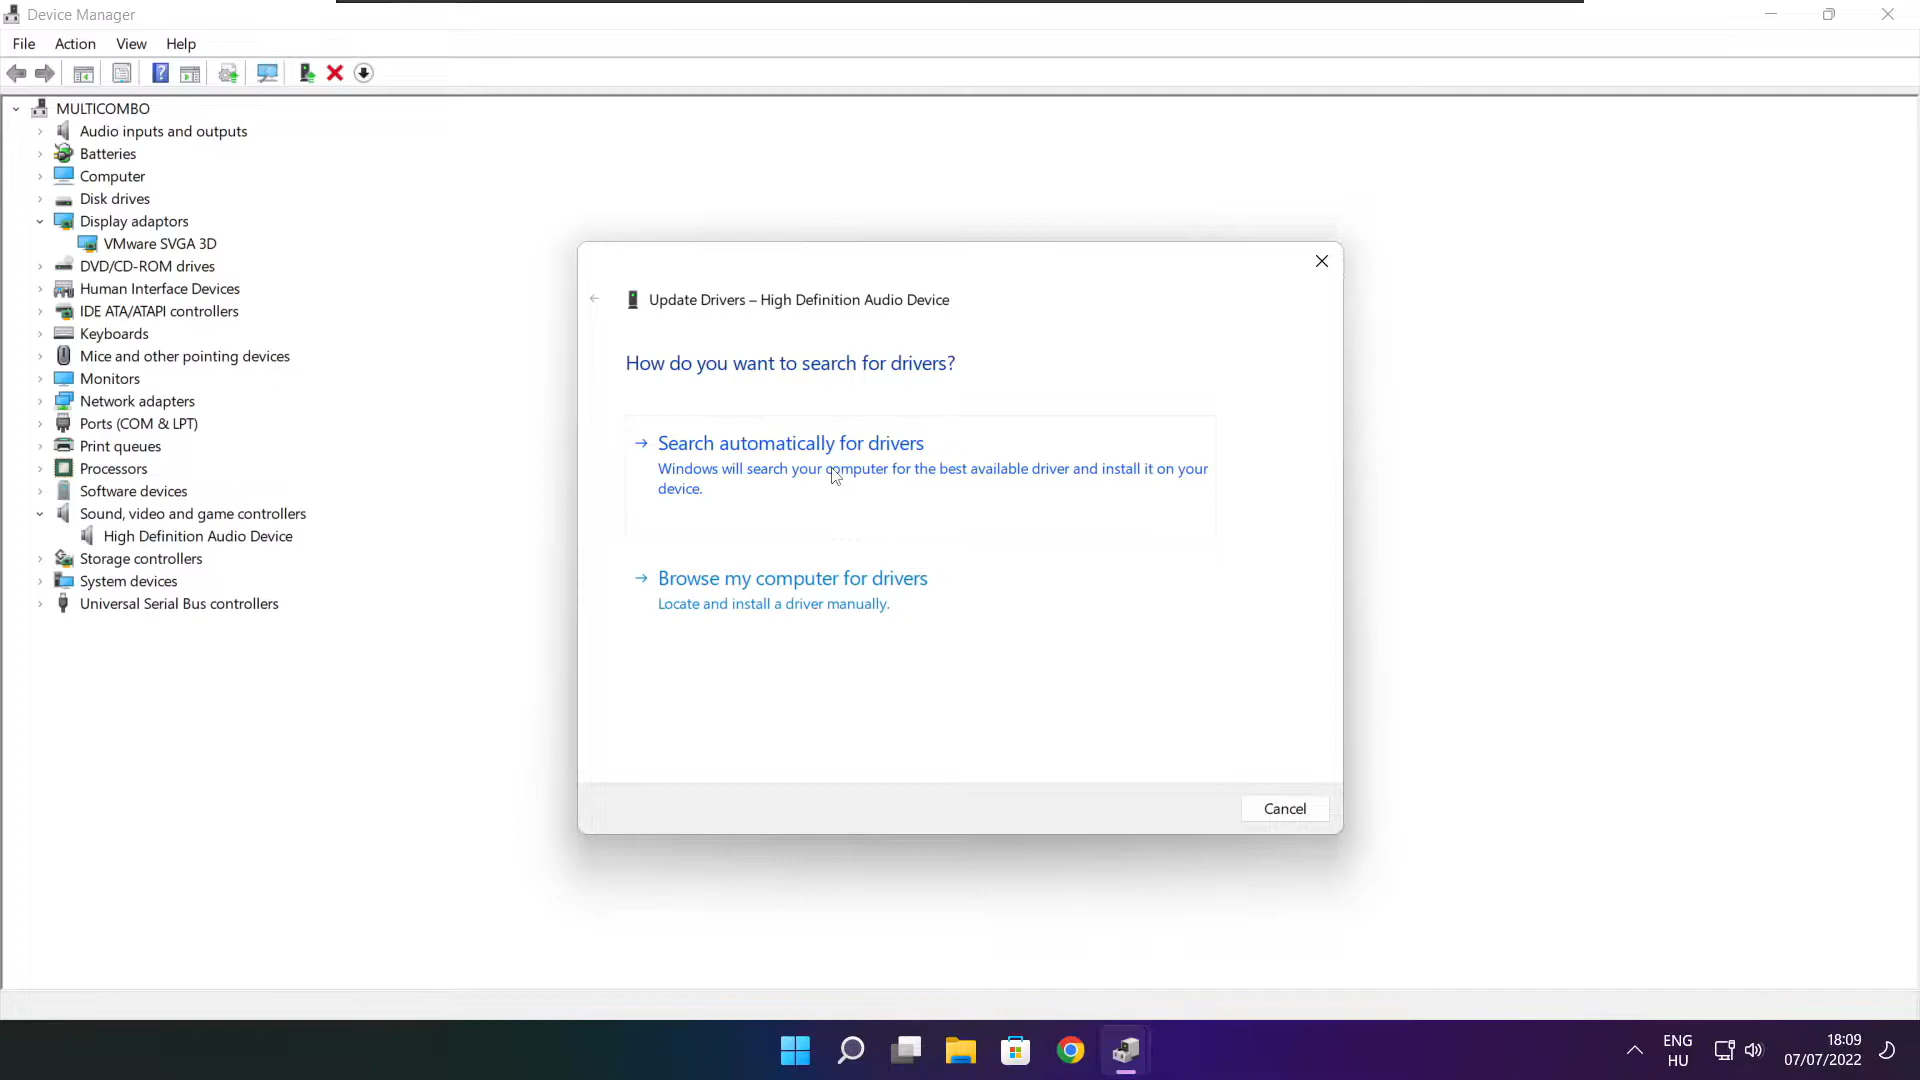 Device Manager
File Action View Help
MULTICOMBO
Audio inputs and outputs
Batteries
Computer
Disk drives
Display adaptors
VMware SVGA 3D
DVD/CD-ROM drives
Human Interface Devices
IDE ATA/ATAPI controllers
Keyboards
Mice and other pointing devices
Monitors
Network adapters
Ports (COM & LPT)
Print queues
Processors
Software devices
Sound, video and game controllers
High Definition Audio Device
Storage controllers
System devices
Universal Serial Bus controllers
Update Drivers – High Definition Audio Device
How do you want to search for drivers?
Search automatically for drivers
Windows will search your computer for the best available driver and install it on your
device.
Browse my computer for drivers
Locate and install a driver manually.
Cancel
ENG
HU
18:09
07/07/2022